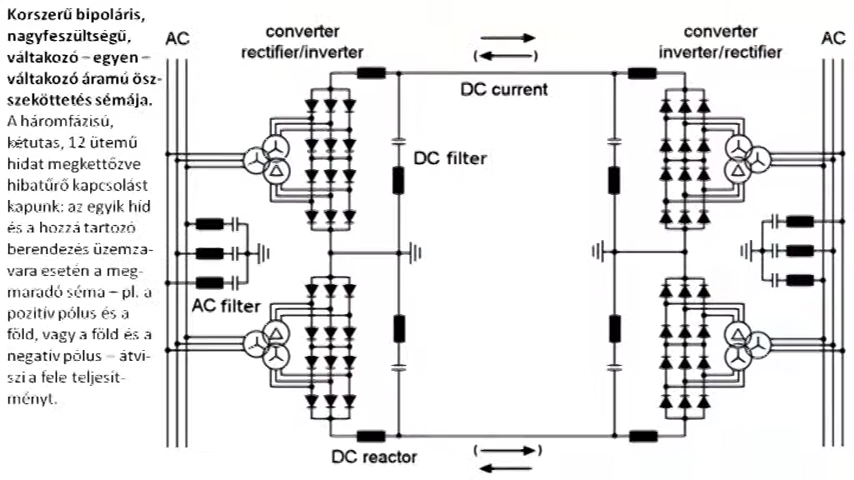 Korszerű bipoláris,
nagyfeszültségű,
váltakozó – egyen –
váltakozó áramú ösz-
szeköttetés sémája.
A háromfázisú,
kétutas, 12 ütemű
hidat megkettőzve
hibatűrő kapcsolást
kapunk: az egyik híd
és a hozzá tartozó
berendezés üzemza-
vara esetén a meg-
maradó séma – pl. a
pozitív pólus és a
föld, vagy a föld és a
negatív pólus – átvi-
szi a fele teljesít-
ményt.
AC
converter
rectifier/inverter
DC current
converter
inverter/rectifier
AC
DC filter
AC filter
DC reactor